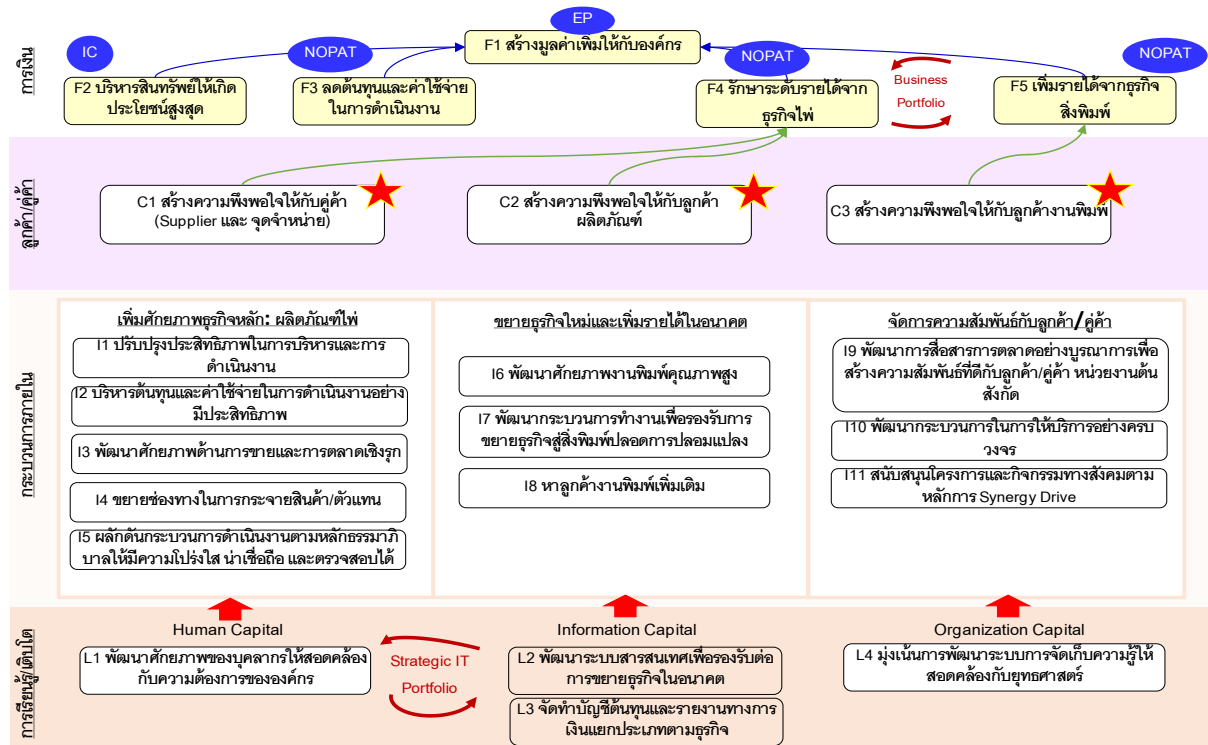 การเงิน
EP
IC
NOPAT
NOPAT
NOPAT
F1 สร้างมูลค่าเพิ่มให้กับองค์กร
F2 บริหารสินทรัพย์ให้เกิด
ประโยชน์สูงสุด
F3 ลดต้นทุนและค่าใช้จ่าย
ในการดำเนินงาน
F4 รักษาระดับรายได้จาก
ธุรกิจไพ่
Business
Portfolio
F5 เพิ่มรายได้จากธุรกิจ
สิ่งพิมพ์
ลูกค้า/คู่ค้า
C1 สร้างความพึงพอใจให้กับคู่ค้า
(Supplier และ จุดจำหน่าย)
C2 สร้างความพึงพอใจให้กับลูกค้า
ผลิตภัณฑ์
C3 สร้างความพึงพอใจให้กับลูกค้างานพิมพ์
กระบวนการภายใน
เพิ่มศักยภาพธุรกิจหลัก: ผลิตภัณฑ์ไพ่
I1 ปรับปรุงประสิทธิภาพในการบริหารและการ
ดำเนินงาน
I2 บริหารต้นทุนและค่าใช้จ่ายในการดำเนินงานอย่าง
มีประสิทธิภาพ
I3 พัฒนาศักยภาพด้านการขายและการตลาดเชิงรุก
I4 ขยายช่องทางในการกระจายสินค้า/ตัวแทน
I5 ผลักดันกระบวนการดำเนินงานตามหลักธรรมาภิ
บาลให้มีความโปร่งใส น่าเชื่อถือ และตรวจสอบได้
ขยายธุรกิจใหม่และเพิ่มรายได้ในอนาคต
I6 พัฒนาศักยภาพงานพิมพ์คุณภาพสูง
I7 พัฒนากระบวนการทำงานเพื่อรองรับการ
ขยายธุรกิจสู่สิ่งพิมพ์ปลอดการปลอมแปลง
I8 หาลูกค้างานพิมพ์เพิ่มเติม
จัดการความสัมพันธ์กับลูกค้า/คู่ค้า
I9 พัฒนาการสื่อสารการตลาดอย่างบูรณาการเพื่อ
สร้างความสัมพันธ์ที่ดีกับลูกค้า/คู่ค้า หน่วยงานต้น
สังกัด
I10 พัฒนากระบวนการในการให้บริการอย่างครบ
วงจร
I11 สนับสนุนโครงการและกิจกรรมทางสังคมตาม
หลักการ Synergy Drive
การเรียนรู้/เติบโต
Human Capital
L1 พัฒนาศักยภาพของบุคลากรให้สอดคล้อง
กับความต้องการขององค์กร
Strategic IT
Portfolio
Information Capital
L2 พัฒนาระบบสารสนเทศเพื่อรองรับต่อ
การขยายธุรกิจในอนาคต
L3 จัดทำบัญชีต้นทุนและรายงานทางการ
เงินแยกประเภทตามธุรกิจ
Organization Capital
L4 มุ่งเน้นการพัฒนาระบบการจัดเก็บความรู้ให้
สอดคล้องกับยุทธศาสตร์